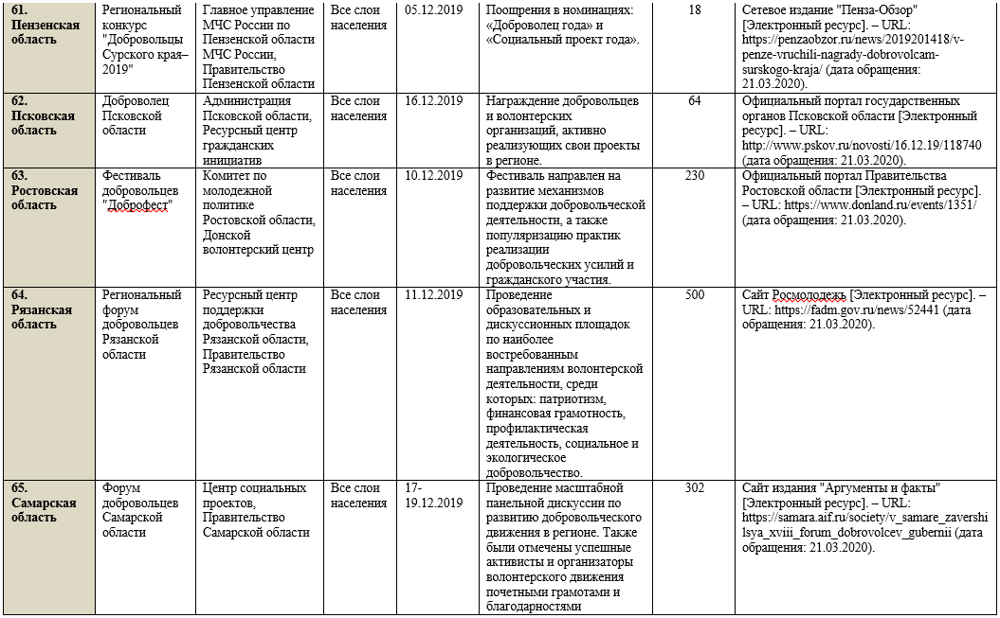 61.
Пензенская
область
Региональный
конкурс
"Добровольцы
Сурского края–
2019"
Главное управление
МЧС России по
Пензенской области
МЧС России,
Правительство
Пензенской области
Все слои
населения
05.12.2019
Поощрения в номинациях:
«Доброволец года» и
«Социальный проект года».
18
Сетевое издание "Пенза-Обзор"
[Электронный ресурс]. – URL:
https://penzaobzor.ru/news/2019201418/v-
penze-vruchili-nagrady-dobrovolcam-
surskogo-kraja/ (дата обращения:
21.03.2020).
62.
Псковская
область
Доброволец
Псковской
области
Администрация
Псковской области,
Ресурсный центр
гражданских
инициатив
Все слои
населения
16.12.2019
Награждение добровольцев
и волонтерских
организаций, активно
реализующих свои проекты
в регионе.
64
Официальный портал государственных
органов Псковской области [Электронный
ресурс]. – URL:
http://www.pskov.ru/novosti/16.12.19/118740
(дата обращения: 21.03.2020).
63.
Ростовская
область
Фестиваль
добровольцев
"Доброфест"
Комитет по
молодежной
политике
Ростовской области,
Донской
волонтерский центр
Все слои
населения
10.12.2019
Фестиваль направлен на
развитие механизмов
поддержки добровольческой
деятельности, а также
популяризацию практик
реализации
добровольческих усилий и
гражданского участия.
230
Официальный портал Правительства
Ростовской области [Электронный ресурс].
– URL: https://www.donland.ru/events/1351/
(дата обращения: 21.03.2020).
64.
Рязанская
область
Региональный
форум
добровольцев
Рязанской
области
Ресурсный центр
поддержки
добровольчества
Рязанской области,
Правительство
Рязанской области
Все слои
населения
11.12.2019
Проведение
образовательных и
дискуссионных площадок
по наиболее
востребованным
направлениям волонтерской
деятельности, среди
которых: патриотизм,
финансовая грамотность,
профилактическая
деятельность, социальное и
экологическое
добровольчество.
500
Сайт Росмолодежь [Электронный ресурс]. –
URL: https://fadm.gov.ru/news/52441 (дата
обращения: 21.03.2020).
65.
Самарская
область
Форум
добровольцев
Самарской
области
Центр социальных
проектов,
Правительство
Самарской области
Все слои
населения
17-
19.12.2019
Проведение масштабной
панельной дискуссии по
развитию добровольческого
движения в регионе. Также
были отмечены успешные
активисты и организаторы
волонтерского движения
почетными грамотами и
благодарностями
302
Сайт издания "Аргументы и факты"
[Электронный ресурс]. – URL:
https://samara.aif.ru/society/v_samare_zavershi
lsya_xviii_forum_dobrovolcev_gubernii (дата
обращения: 21.03.2020).